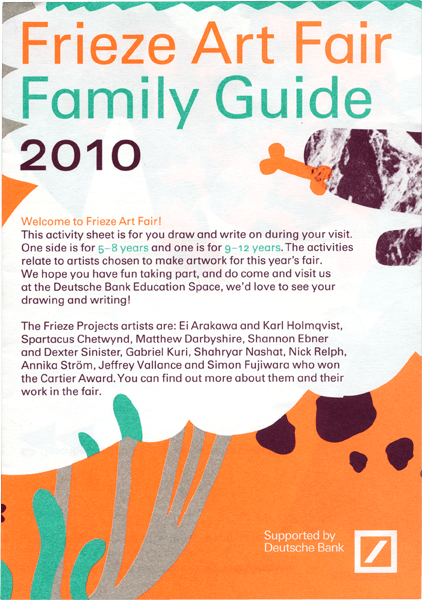 Frieze Art Fair
Family Guide
2010
Welcome to Frieze Art Fair!
This activity sheet is for you draw and write on during your visit.
One side is for 5–8 years and one is for 9–12 years. The activities
relate to artists chosen to make artwork for this year's fair.
We hope you have fun taking part, and do come and visit us
at the Deutsche Bank Education Space, we'd love to see your
drawing and writing!
The Frieze Projects artists are: Ei Arakawa and Karl Holmqvist,
Spartacus Chetwynd, Matthew Darbyshire, Shannon Ebner
and Dexter Sinister, Gabriel Kuri, Shahryar Nashat, Nick Relph,
Annika Ström, Jeffrey Vallance and Simon Fujiwara who won
the Cartier Award. You can find out more about them and their
work in the fair.
Supported by
Deutsche Bank